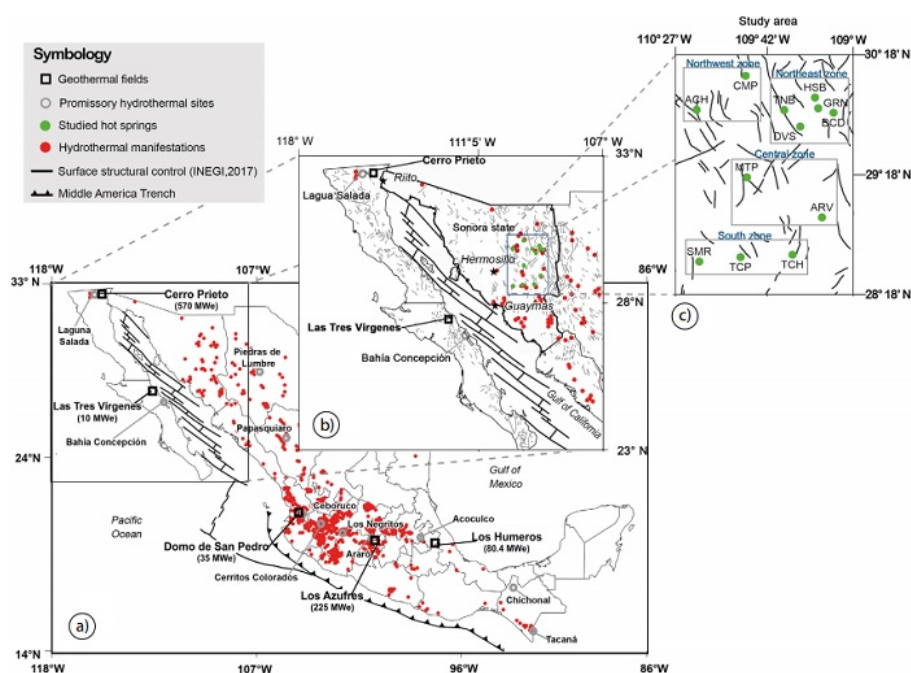 Symbology
Geothermal fields
Promissory hydrothermal sites
Studied hot springs
Hydrothermal manifestations
Surface structural control (INEGI,2017)
Middle America Trench
Study area
110° 27' W
109° 42' W
109° W
30° 18' N
29° 18' N
28° 18' N
Northwest zone
Northeast zone
CMP
ACH
HSB
TNB
GRN
BCD
DVS
Central zone
MTP
ARV
South zone
SMR
TCP
TCH
c)
118° W
111°5' W
107° W
33° N
28° N
23° N
Cerro Prieto
Riito
Lagua Salada
Sonora state
Hermosillo
Guaymas
Las Tres Vírgenes
Bahía Concepción
Gulf of California
b)
118° W
107° W
86° W
33° N
24° N
14° N
118° W
107° W
96° W
86° W
Cerro Prieto
(570 MWe)
Laguna
Salada
Piedras de
Lumbre
Las Tres Vírgenes
(10 MWe)
Bahía Concepción
Papasquiaro
Gulf of
Mexico
Pacific
Ocean
Ceboruco
Los Negritos
Acoculco
Los Humeros
(80.4 MWe)
Domo de San Pedro
(35 MWe)
Araró
Cerritos Colorados
Los Azufres
(225 MWe)
Chichonal
Tacaná
a)